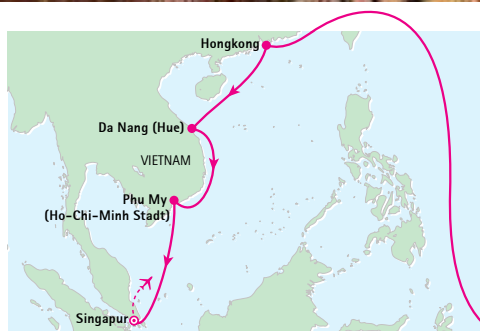 Hongkong
Da Nang (Hue)
VIETNAM
Phu My
(Ho-Chi-Minh Stadt)
Singapur